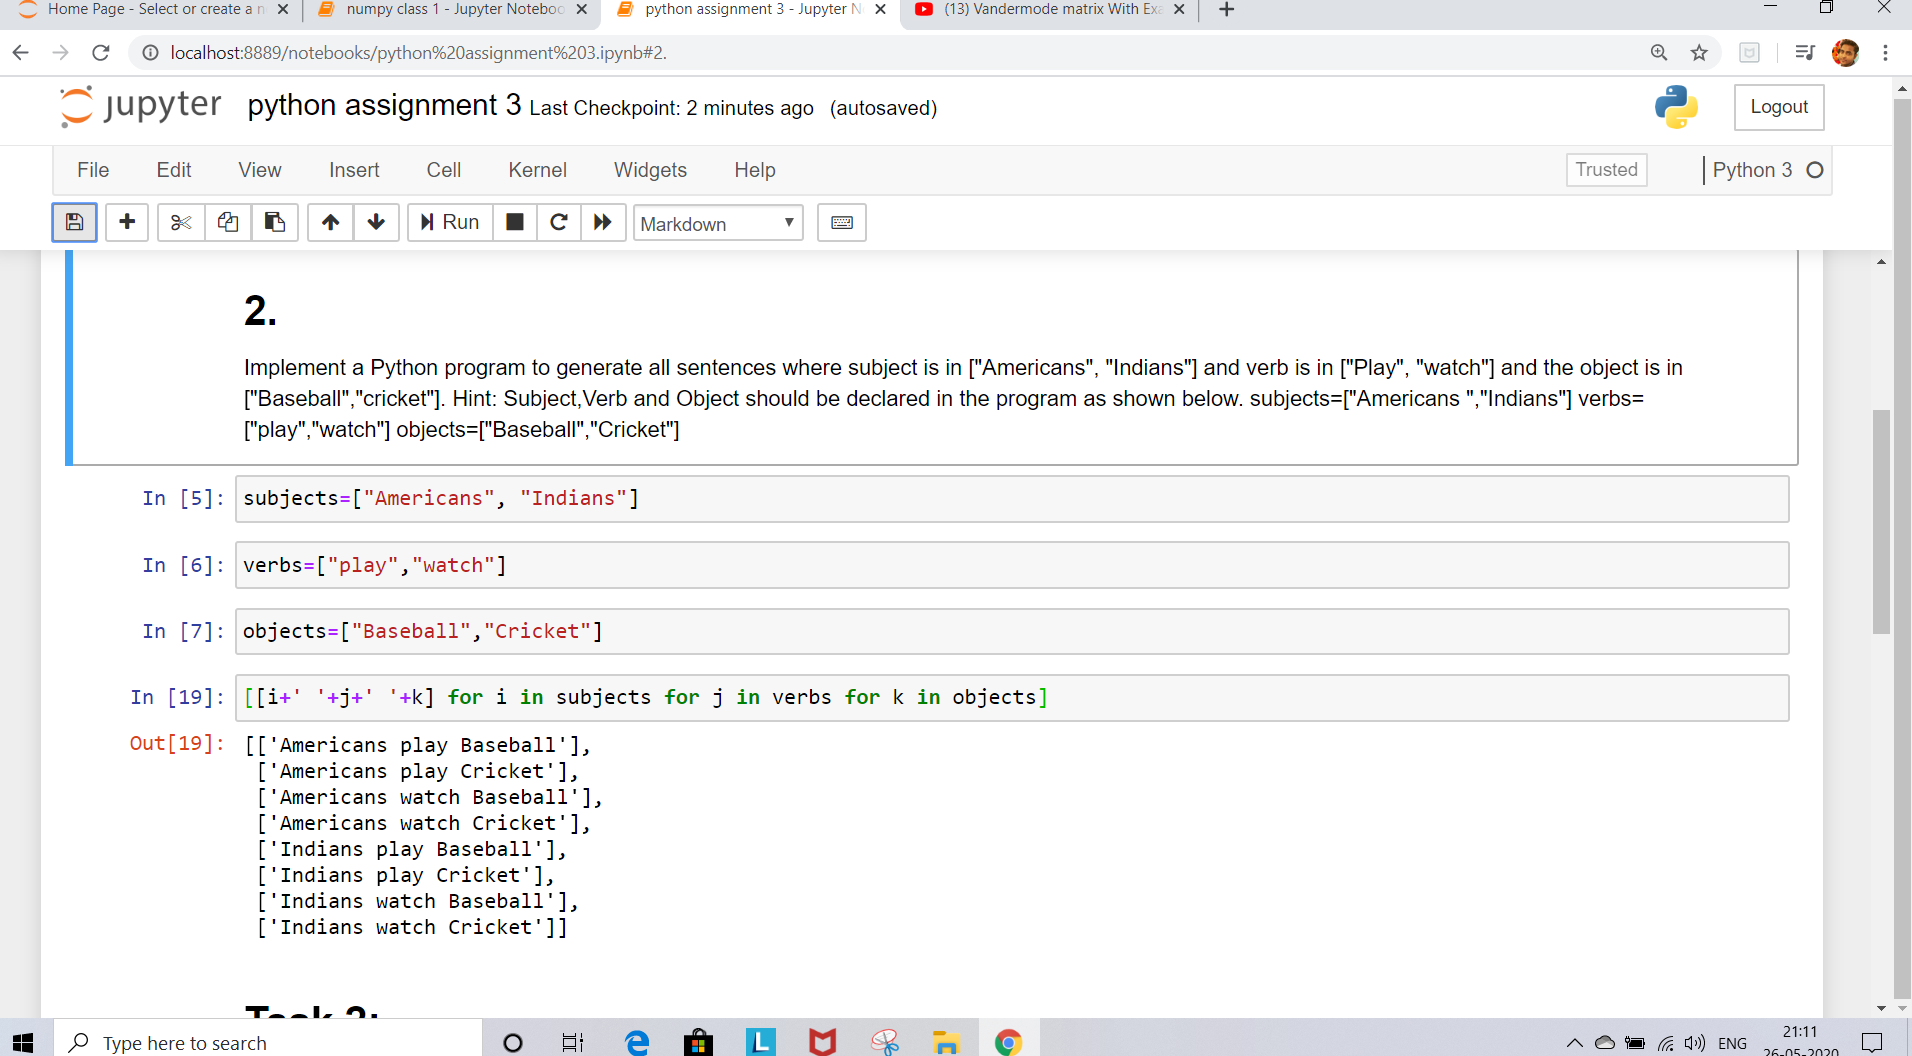 Home Page - Select or create a n
numpy class 1 - Jupyter Noteboo
python assignment 3 - Jupyter N
(13) Vandermode matrix With Exa
localhost:8889/notebooks/python%20assignment%203.ipynb#2.
jupyter python assignment 3 Last Checkpoint: 2 minutes ago (autosaved)
Logout
File Edit View Insert Cell Kernel Widgets Help
Trusted
Python 3
Run
Markdown
2.
Implement a Python program to generate all sentences where subject is in ["Americans", "Indians"] and verb is in ["Play", "watch"] and the object is in
["Baseball","cricket"]. Hint: Subject,Verb and Object should be declared in the program as shown below. subjects=["Americans ","Indians"] verbs=
["play","watch"] objects=["Baseball","Cricket"]
In [5]: subjects=["Americans", "Indians"]
In [6]: verbs=["play","watch"]
In [7]: objects=["Baseball","Cricket"]
In [19]: [[i+' '+j+' '+k] for i in subjects for j in verbs for k in objects]
Out[19]: [['Americans play Baseball'],
['Americans play Cricket'],
['Americans watch Baseball'],
['Americans watch Cricket'],
['Indians play Baseball'],
['Indians play Cricket'],
['Indians watch Baseball'],
['Indians watch Cricket']]
Type here to search
L
ENG
21:11
26-05-2020